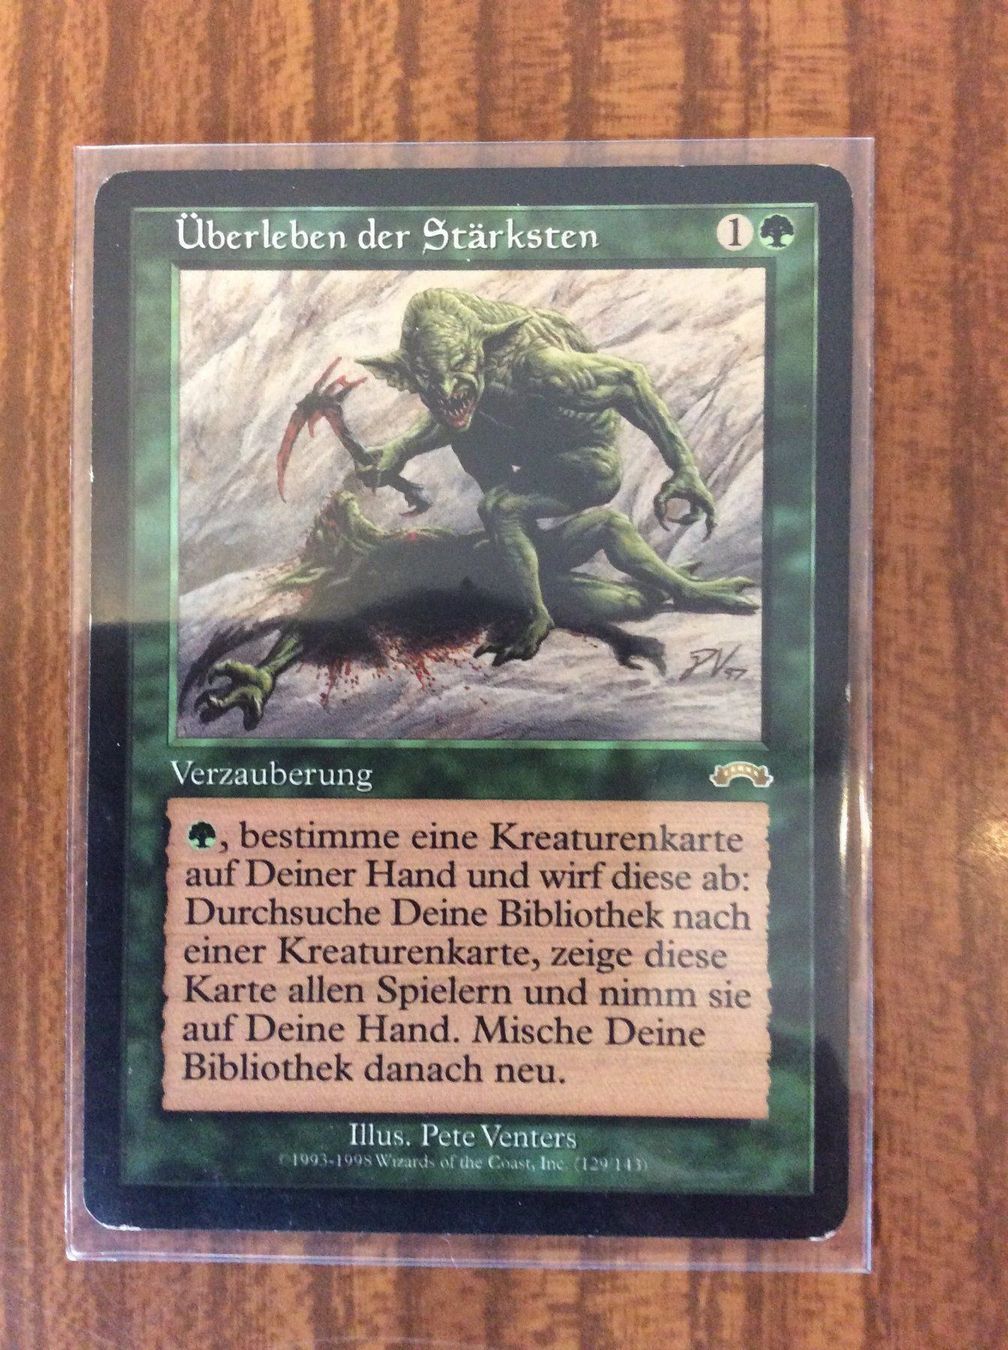 Überleben der Stärksten 1
PV97
Verzauberung
, bestimme eine Kreaturenkarte
auf Deiner Hand und wirf diese ab:
Durchsuche Deine Bibliothek nach
einer Kreaturenkarte, zeige diese
Karte allen Spielern und nimm sie
auf Deine Hand. Mische Deine
Bibliothek danach neu.
Illus. Pete Venters
©1993-1998 Wizards of the Coast, Inc. (129/143)